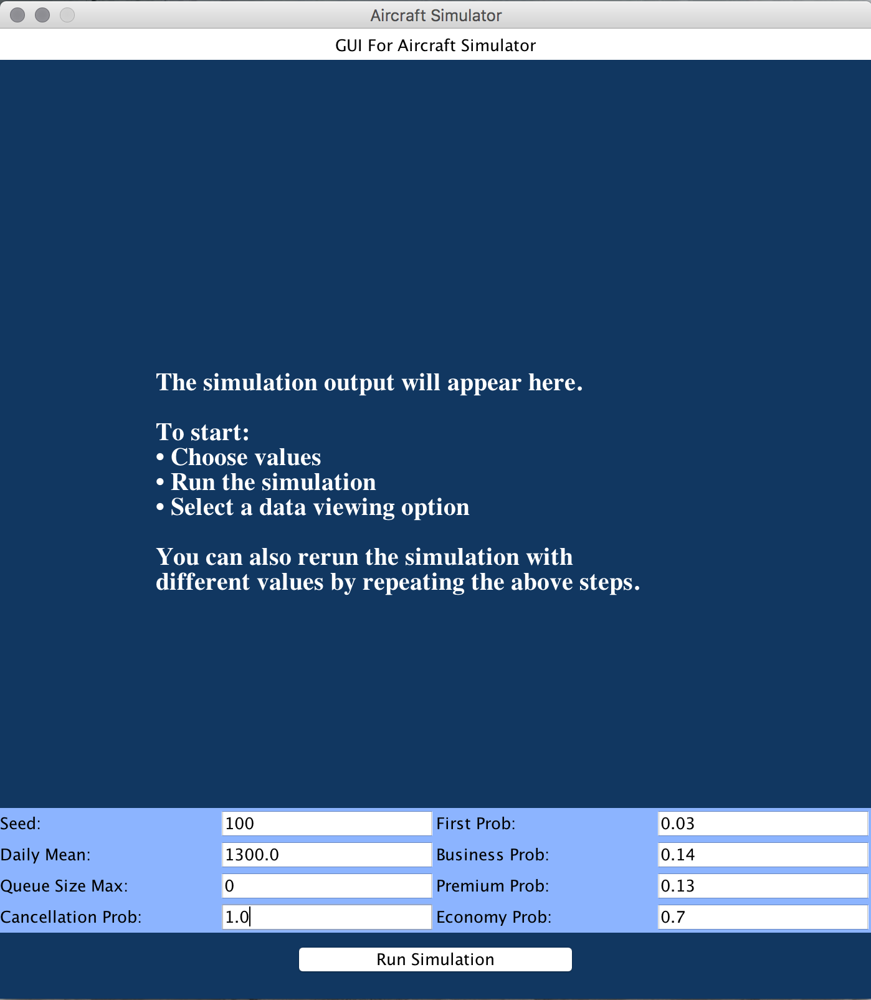 Aircraft Simulator
GUI For Aircraft Simulator
The simulation output will appear here.
To start:
• Choose values
• Run the simulation
• Select a data viewing option
You can also rerun the simulation with
different values by repeating the above steps.
Seed: 100 First Prob: 0.03
Daily Mean: 1300.0 Business Prob: 0.14
Queue Size Max: 0 Premium Prob: 0.13
Cancellation Prob: 1.0 Economy Prob: 0.7
Run Simulation